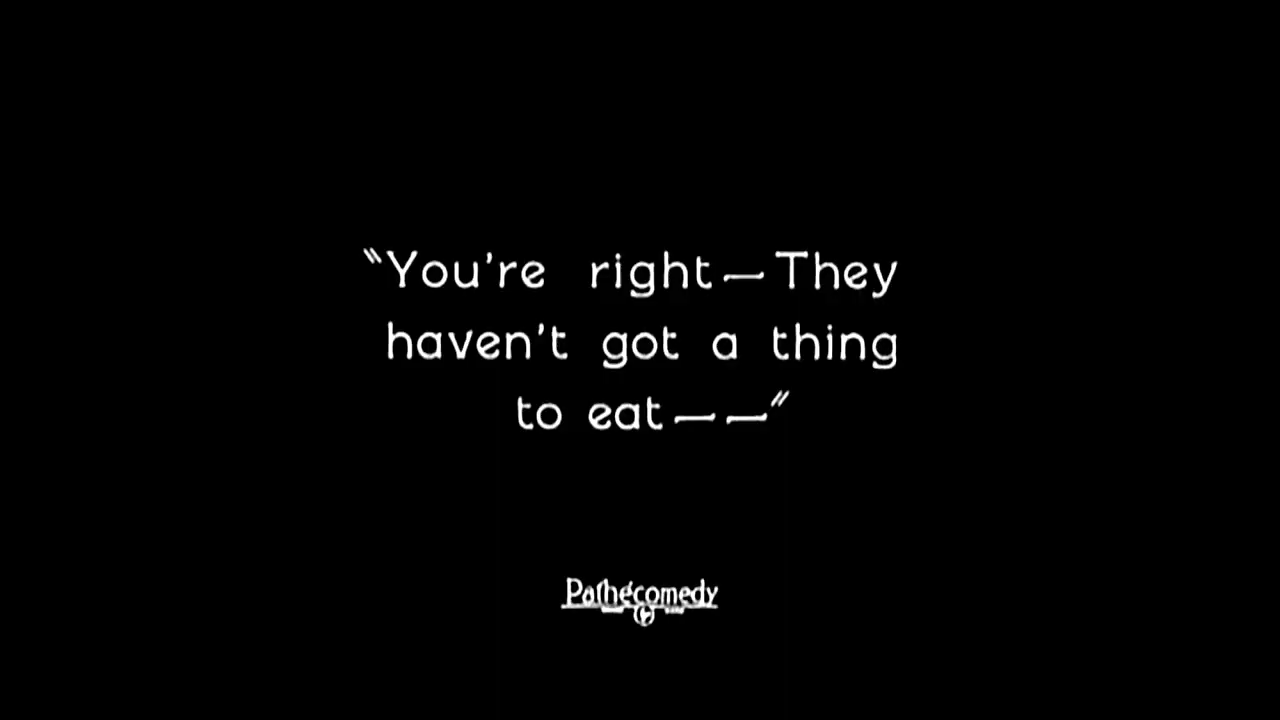 “You're right—They
haven't got a thing
to eat——”
Pathécomedy